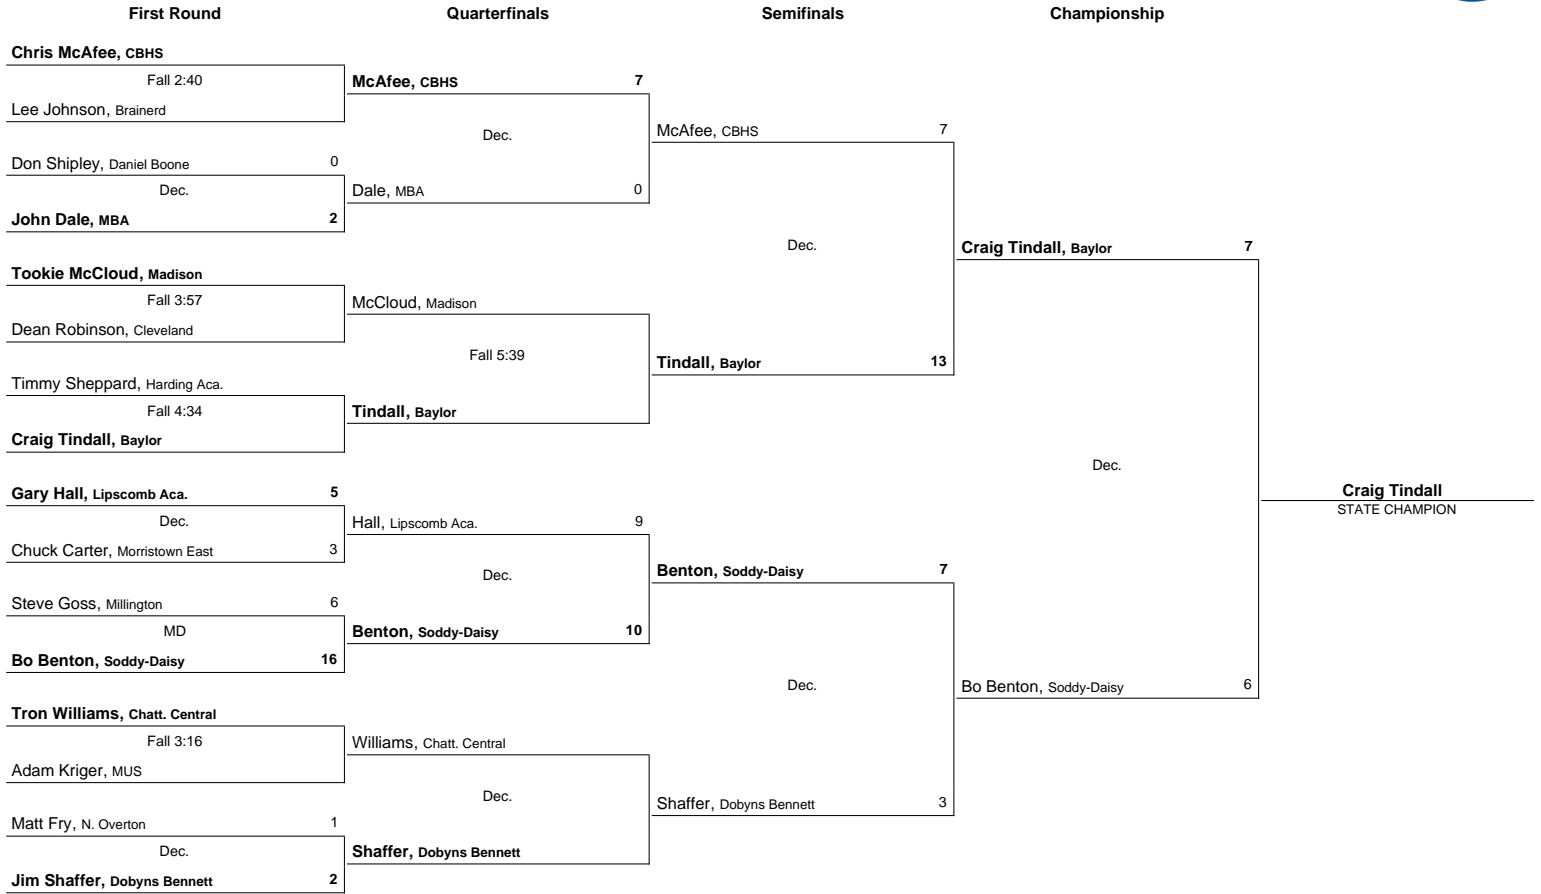 First Round Quarterfinals Semifinals Championship
Chris McAfee, CBHS
Fall 2:40
Lee Johnson, Brainerd
Don Shipley, Daniel Boone 0
Dec.
John Dale, MBA 2
Tookie McCloud, Madison
Fall 3:57
Dean Robinson, Cleveland
Timmy Sheppard, Harding Aca.
Fall 4:34
Craig Tindall, Baylor
Gary Hall, Lipscomb Aca. 5
Dec.
Chuck Carter, Morristown East 3
Steve Goss, Millington 6
MD
Bo Benton, Soddy-Daisy 16
Tron Williams, Chatt. Central
Fall 3:16
Adam Kriger, MUS
Matt Fry, N. Overton 1
Dec.
Jim Shaffer, Dobyns Bennett 2
McAfee, CBHS 7
Dec.
Dale, MBA 0
McCloud, Madison
Fall 5:39
Tindall, Baylor
Hall, Lipscomb Aca. 9
Dec.
Benton, Soddy-Daisy 10
Williams, Chatt. Central
Dec.
Shaffer, Dobyns Bennett
McAfee, CBHS 7
Dec.
Tindall, Baylor 13
Benton, Soddy-Daisy 7
Dec.
Shaffer, Dobyns Bennett 3
Craig Tindall, Baylor 7
Dec.
Bo Benton, Soddy-Daisy 6
Craig Tindall
STATE CHAMPION